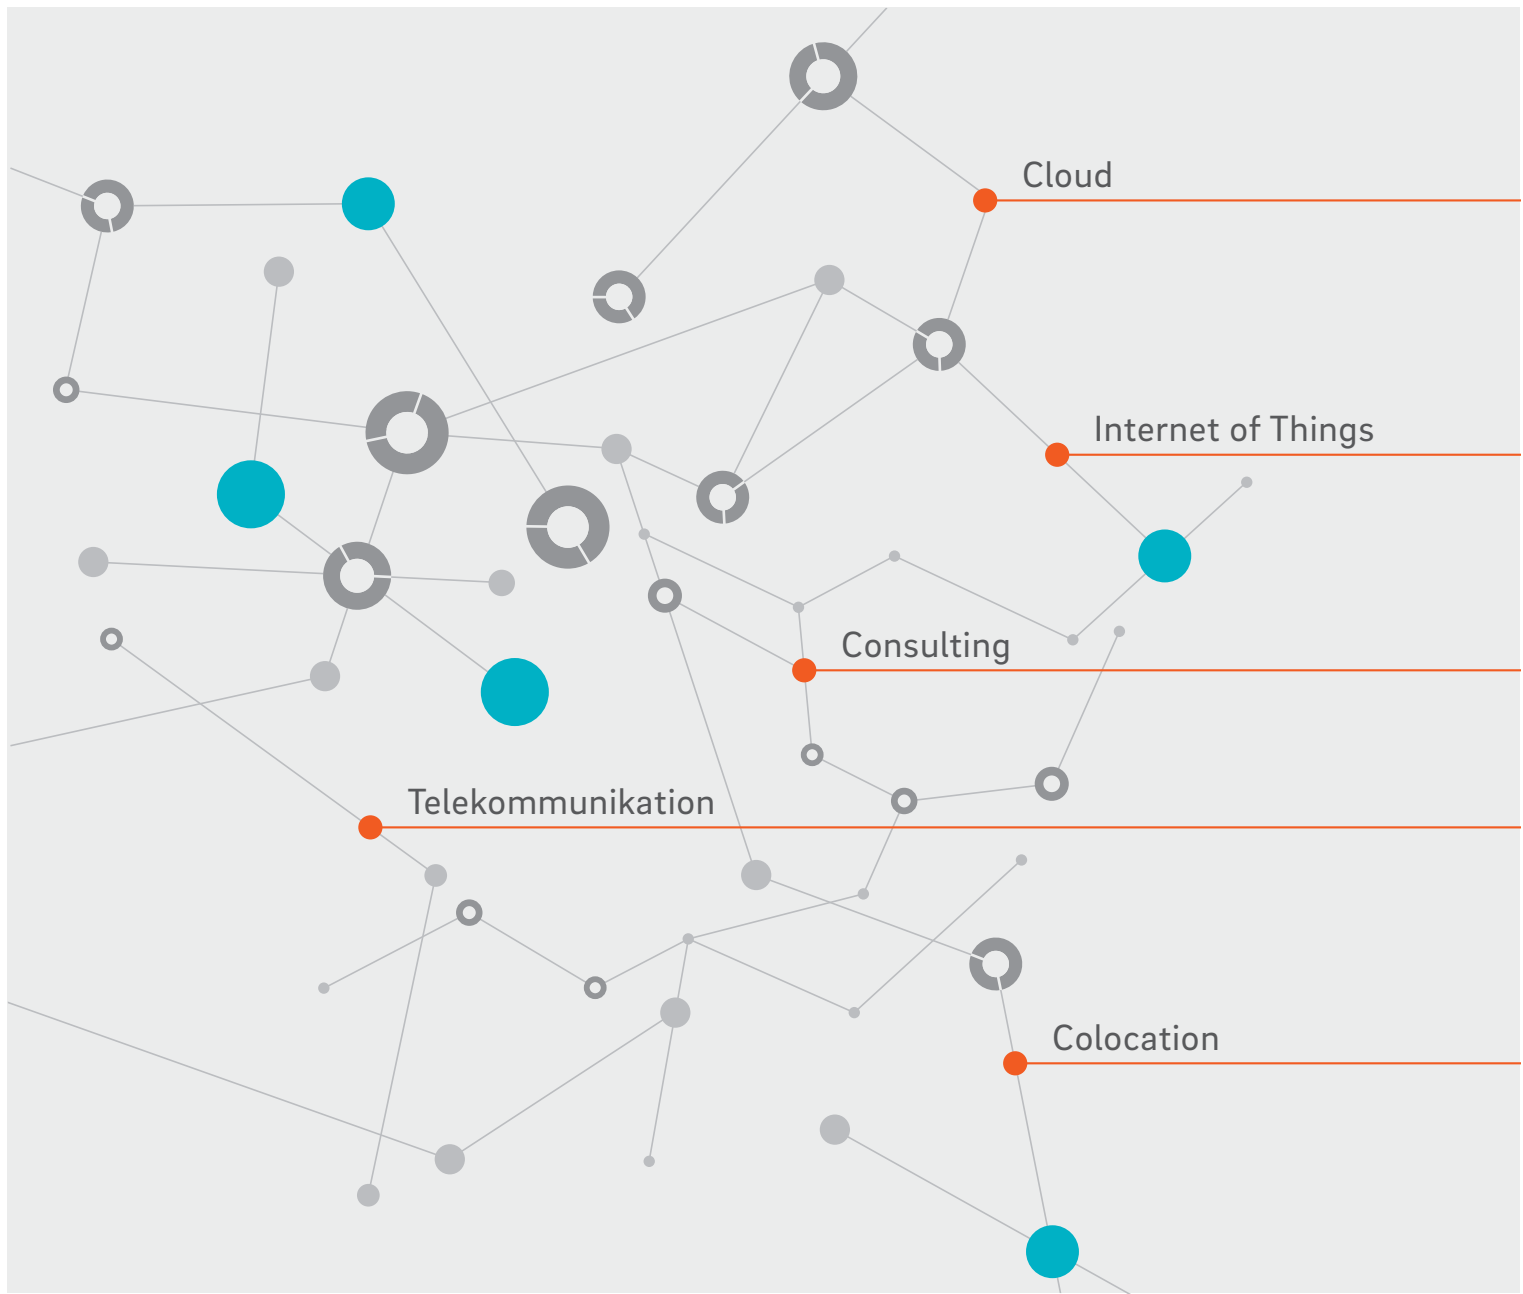 Cloud
Internet of Things
Consulting
Telekommunikation
Colocation